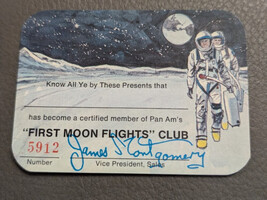 Know All Ye by These Presents that
has become a certified member of Pan Am's
"FIRST MOON FLIGHTS" CLUB
5912
James Montgomery
Number
Vice President, Sales